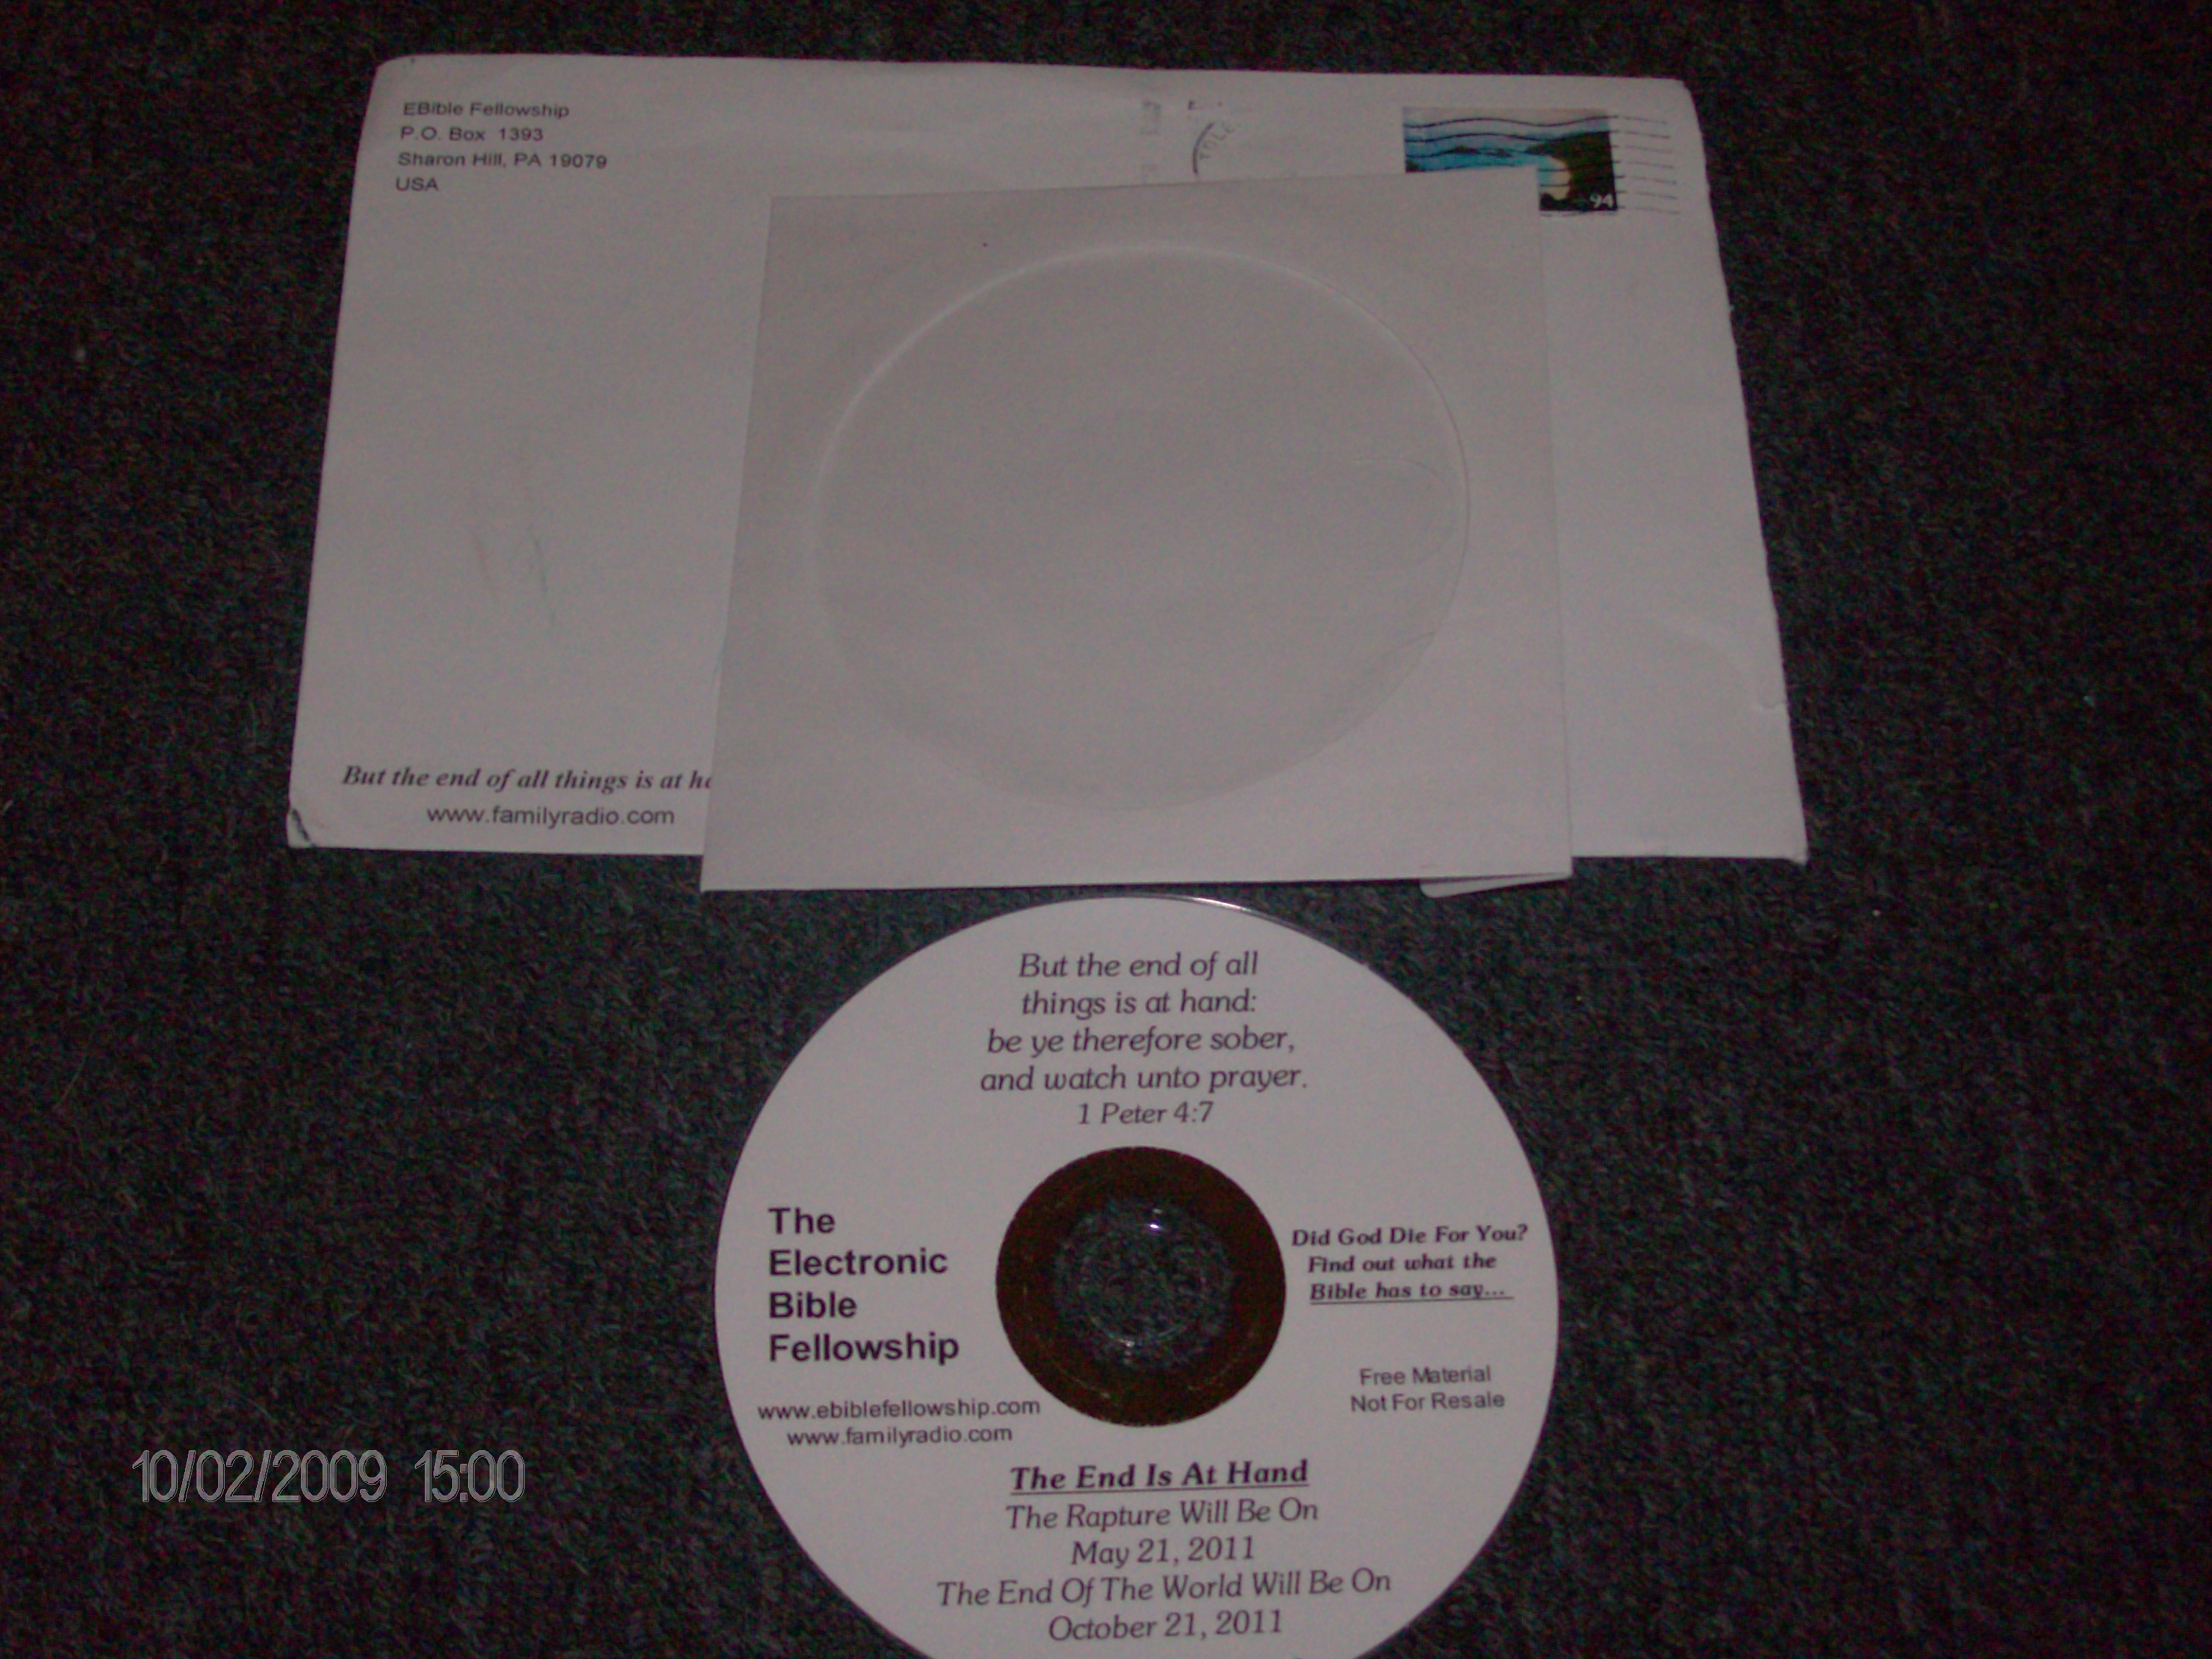 EBible Fellowship
P.O. Box 1393
Sharon Hill, PA 19079
USA
94
But the end of all things is at
www.familyradio.com
But the end of all
things is at hand:
be ye therefore sober,
and watch unto prayer.
1 Peter 4:7
The
Electronic
Bible
Fellowship
www.ebiblefellowship.com
www.familyradio.com
Did God Die For You?
Find out what the
Bible has to say...
Free Material
Not For Resale
The End Is At Hand
The Rapture Will Be On
May 21, 2011
The End Of The World Will Be On
October 21, 2011
10/02/2009 15:00